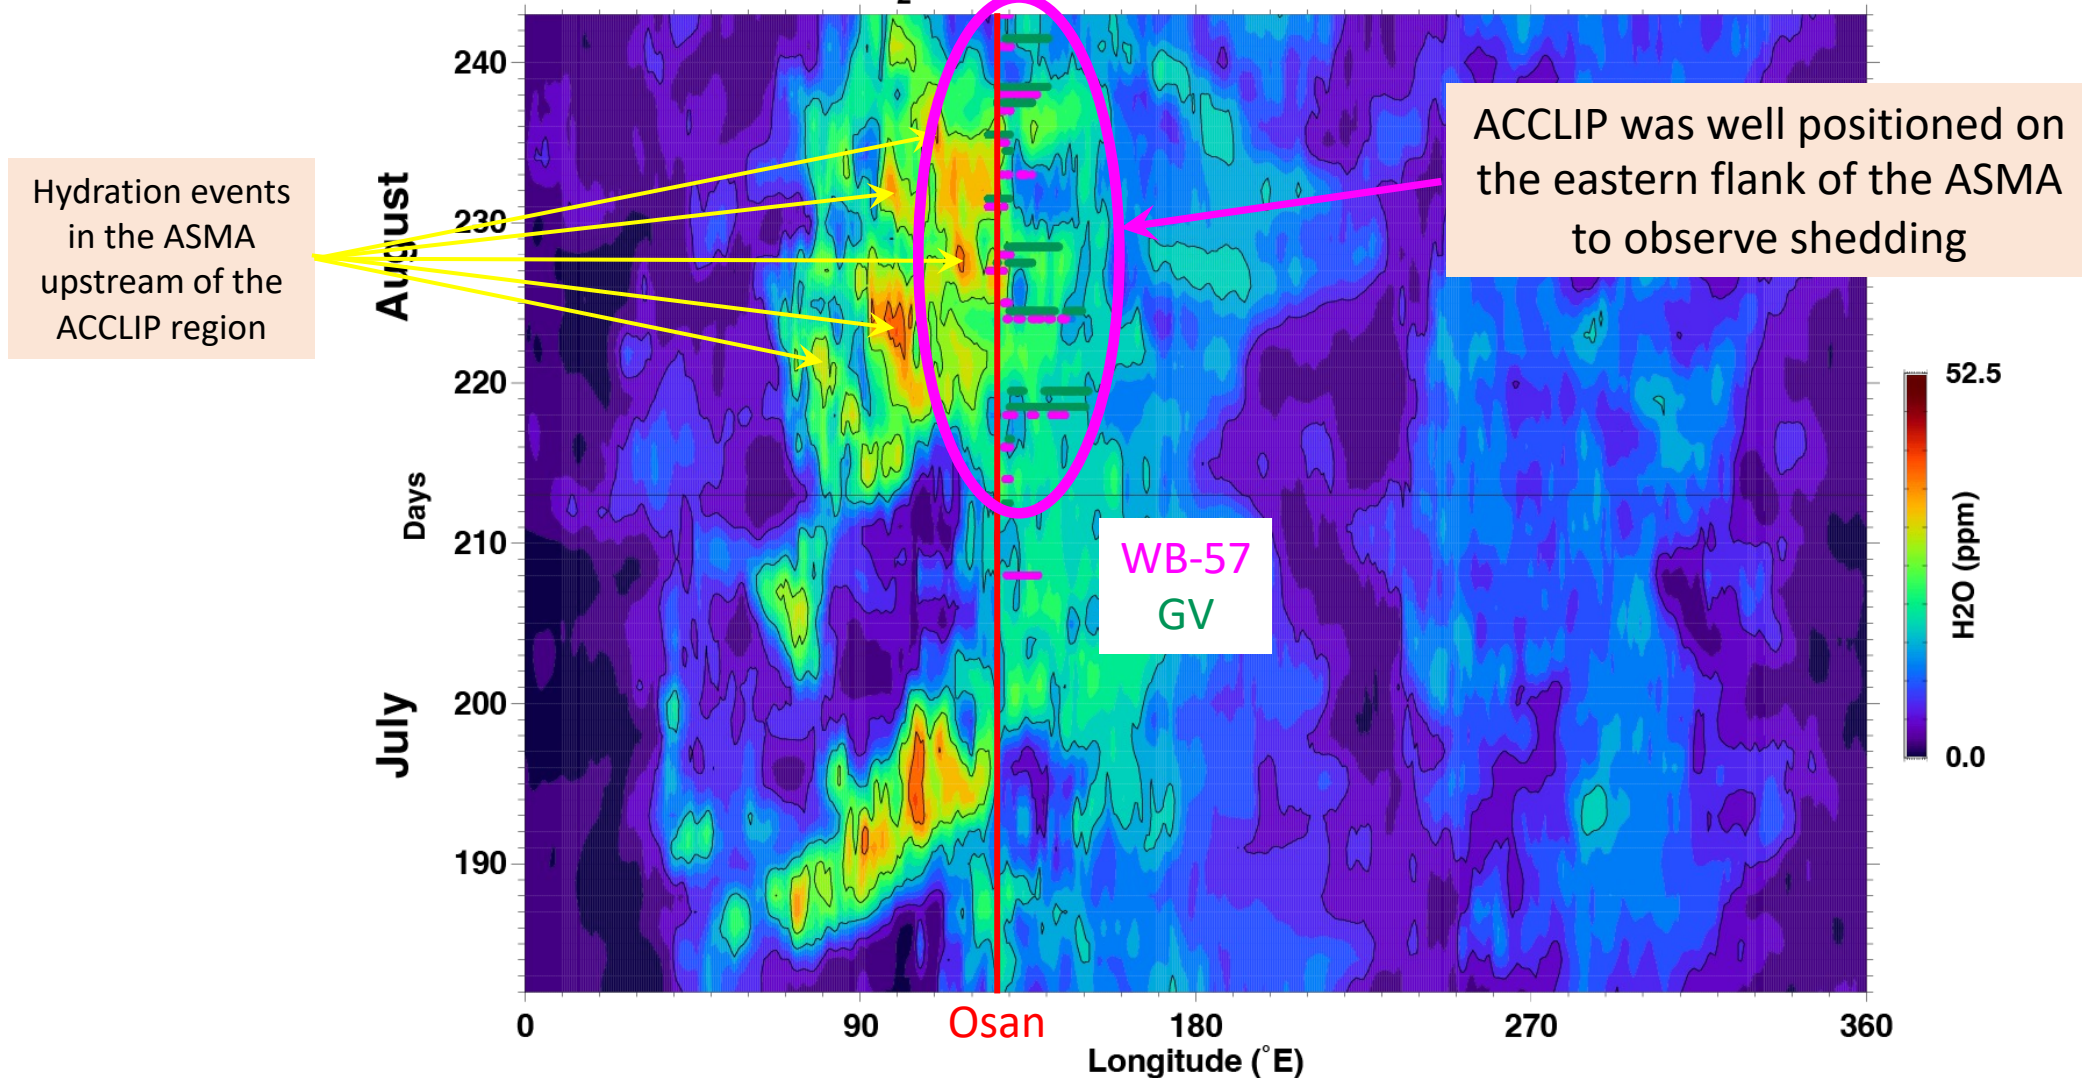 2
240
230
220
210
200
190
August
Days
July
Hydration events
in the ASMA
upstream of the
ACCLIP region
ACCLIP was well positioned on
the eastern flank of the ASMA
to observe shedding
WB-57
GV
52.5
H2O (ppm)
0.0
0
90
Osan
180
270
360
Longitude (°E)